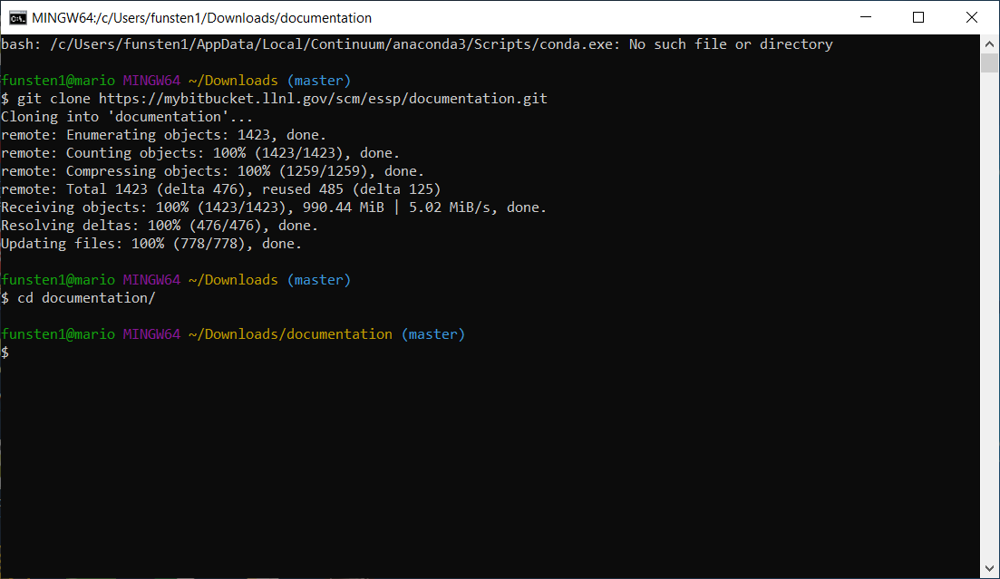 MINGW64:/c/Users/funsten1/Downloads/documentation
bash: /c/Users/funsten1/AppData/Local/Continuum/anaconda3/Scripts/conda.exe: No such file or directory
funsten1@mario MINGW64 ~/Downloads (master)
$ git clone https://mybitbucket.llnl.gov/scm/essp/documentation.git
Cloning into 'documentation'...
remote: Enumerating objects: 1423, done.
remote: Counting objects: 100% (1423/1423), done.
remote: Compressing objects: 100% (1259/1259), done.
remote: Total 1423 (delta 476), reused 485 (delta 125)
Receiving objects: 100% (1423/1423), 990.44 MiB | 5.02 MiB/s, done.
Resolving deltas: 100% (476/476), done.
Updating files: 100% (778/778), done.
funsten1@mario MINGW64 ~/Downloads (master)
$ cd documentation/
funsten1@mario MINGW64 ~/Downloads/documentation (master)
$